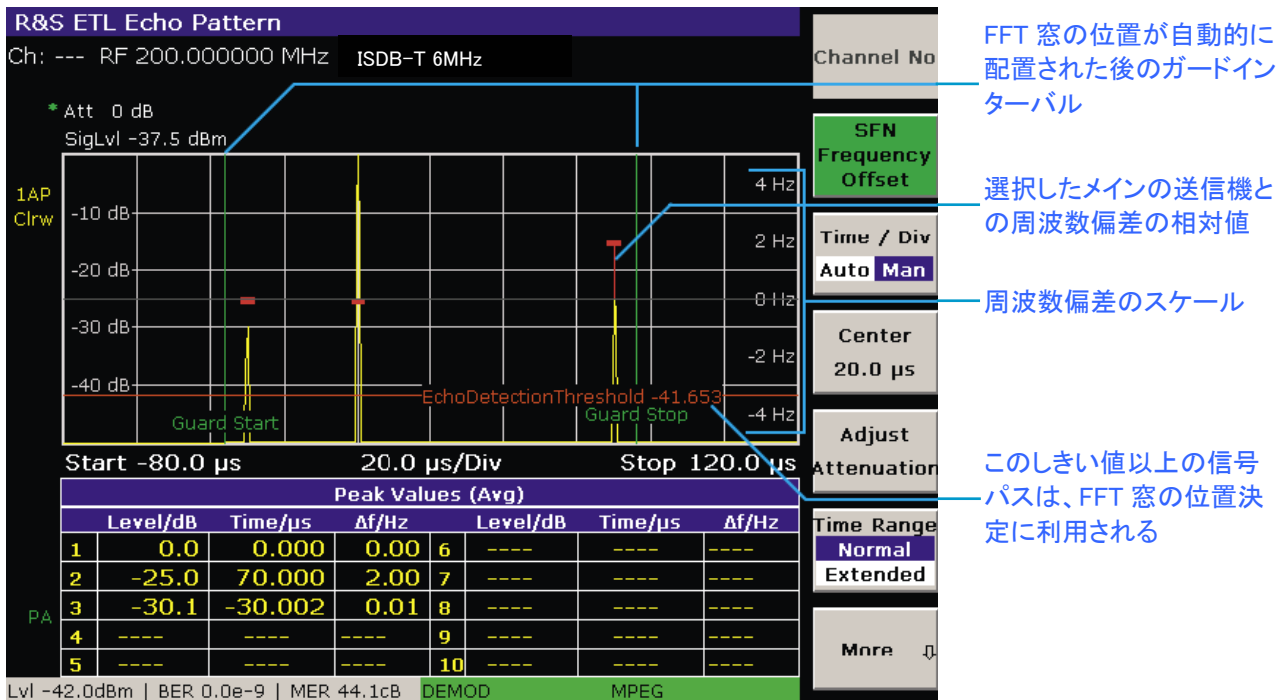 R&S ETL Echo Pattern
Ch: --- RF 200.000000 MHz ISDB-T 6MHz
* Att 0 dB
SigLvl -37.5 dBm
1AP
Clrw
-10 dB
-20 dB
-30 dB
-40 dB
4 Hz
2 Hz
0 Hz
-2 Hz
-4 Hz
EchoDetectionThreshold -41.653
Guard Start
Guard Stop
Start -80.0 µs 20.0 µs/Div Stop 120.0 µs
Peak Values (Avg)
Level/dB Time/µs Δf/Hz Level/dB Time/µs Δf/Hz
1 0.0 0.000 0.00 6 ---- ---- ----
2 -25.0 70.000 2.00 7 ---- ---- ----
3 -30.1 -30.002 0.01 8 ---- ---- ----
4 ---- ---- ---- 9 ---- ---- ----
5 ---- ---- ---- 10 ---- ---- ----
PA
Lvl -42.0dBm | BER 0.0e-9 | MER 44.1cB DEMOD MPEG
Channel No
SFN
Frequency
Offset
Time / Div
Auto Man
Center
20.0 µs
Adjust
Attenuation
Time Range
Normal
Extended
More ⇩
FFT 窓の位置が自動的に
配置された後のガードイン
ターバル
選択したメインの送信機と
の周波数偏差の相対値
周波数偏差のスケール
このしきい値以上の信号
パスは、FFT 窓の位置決
定に利用される